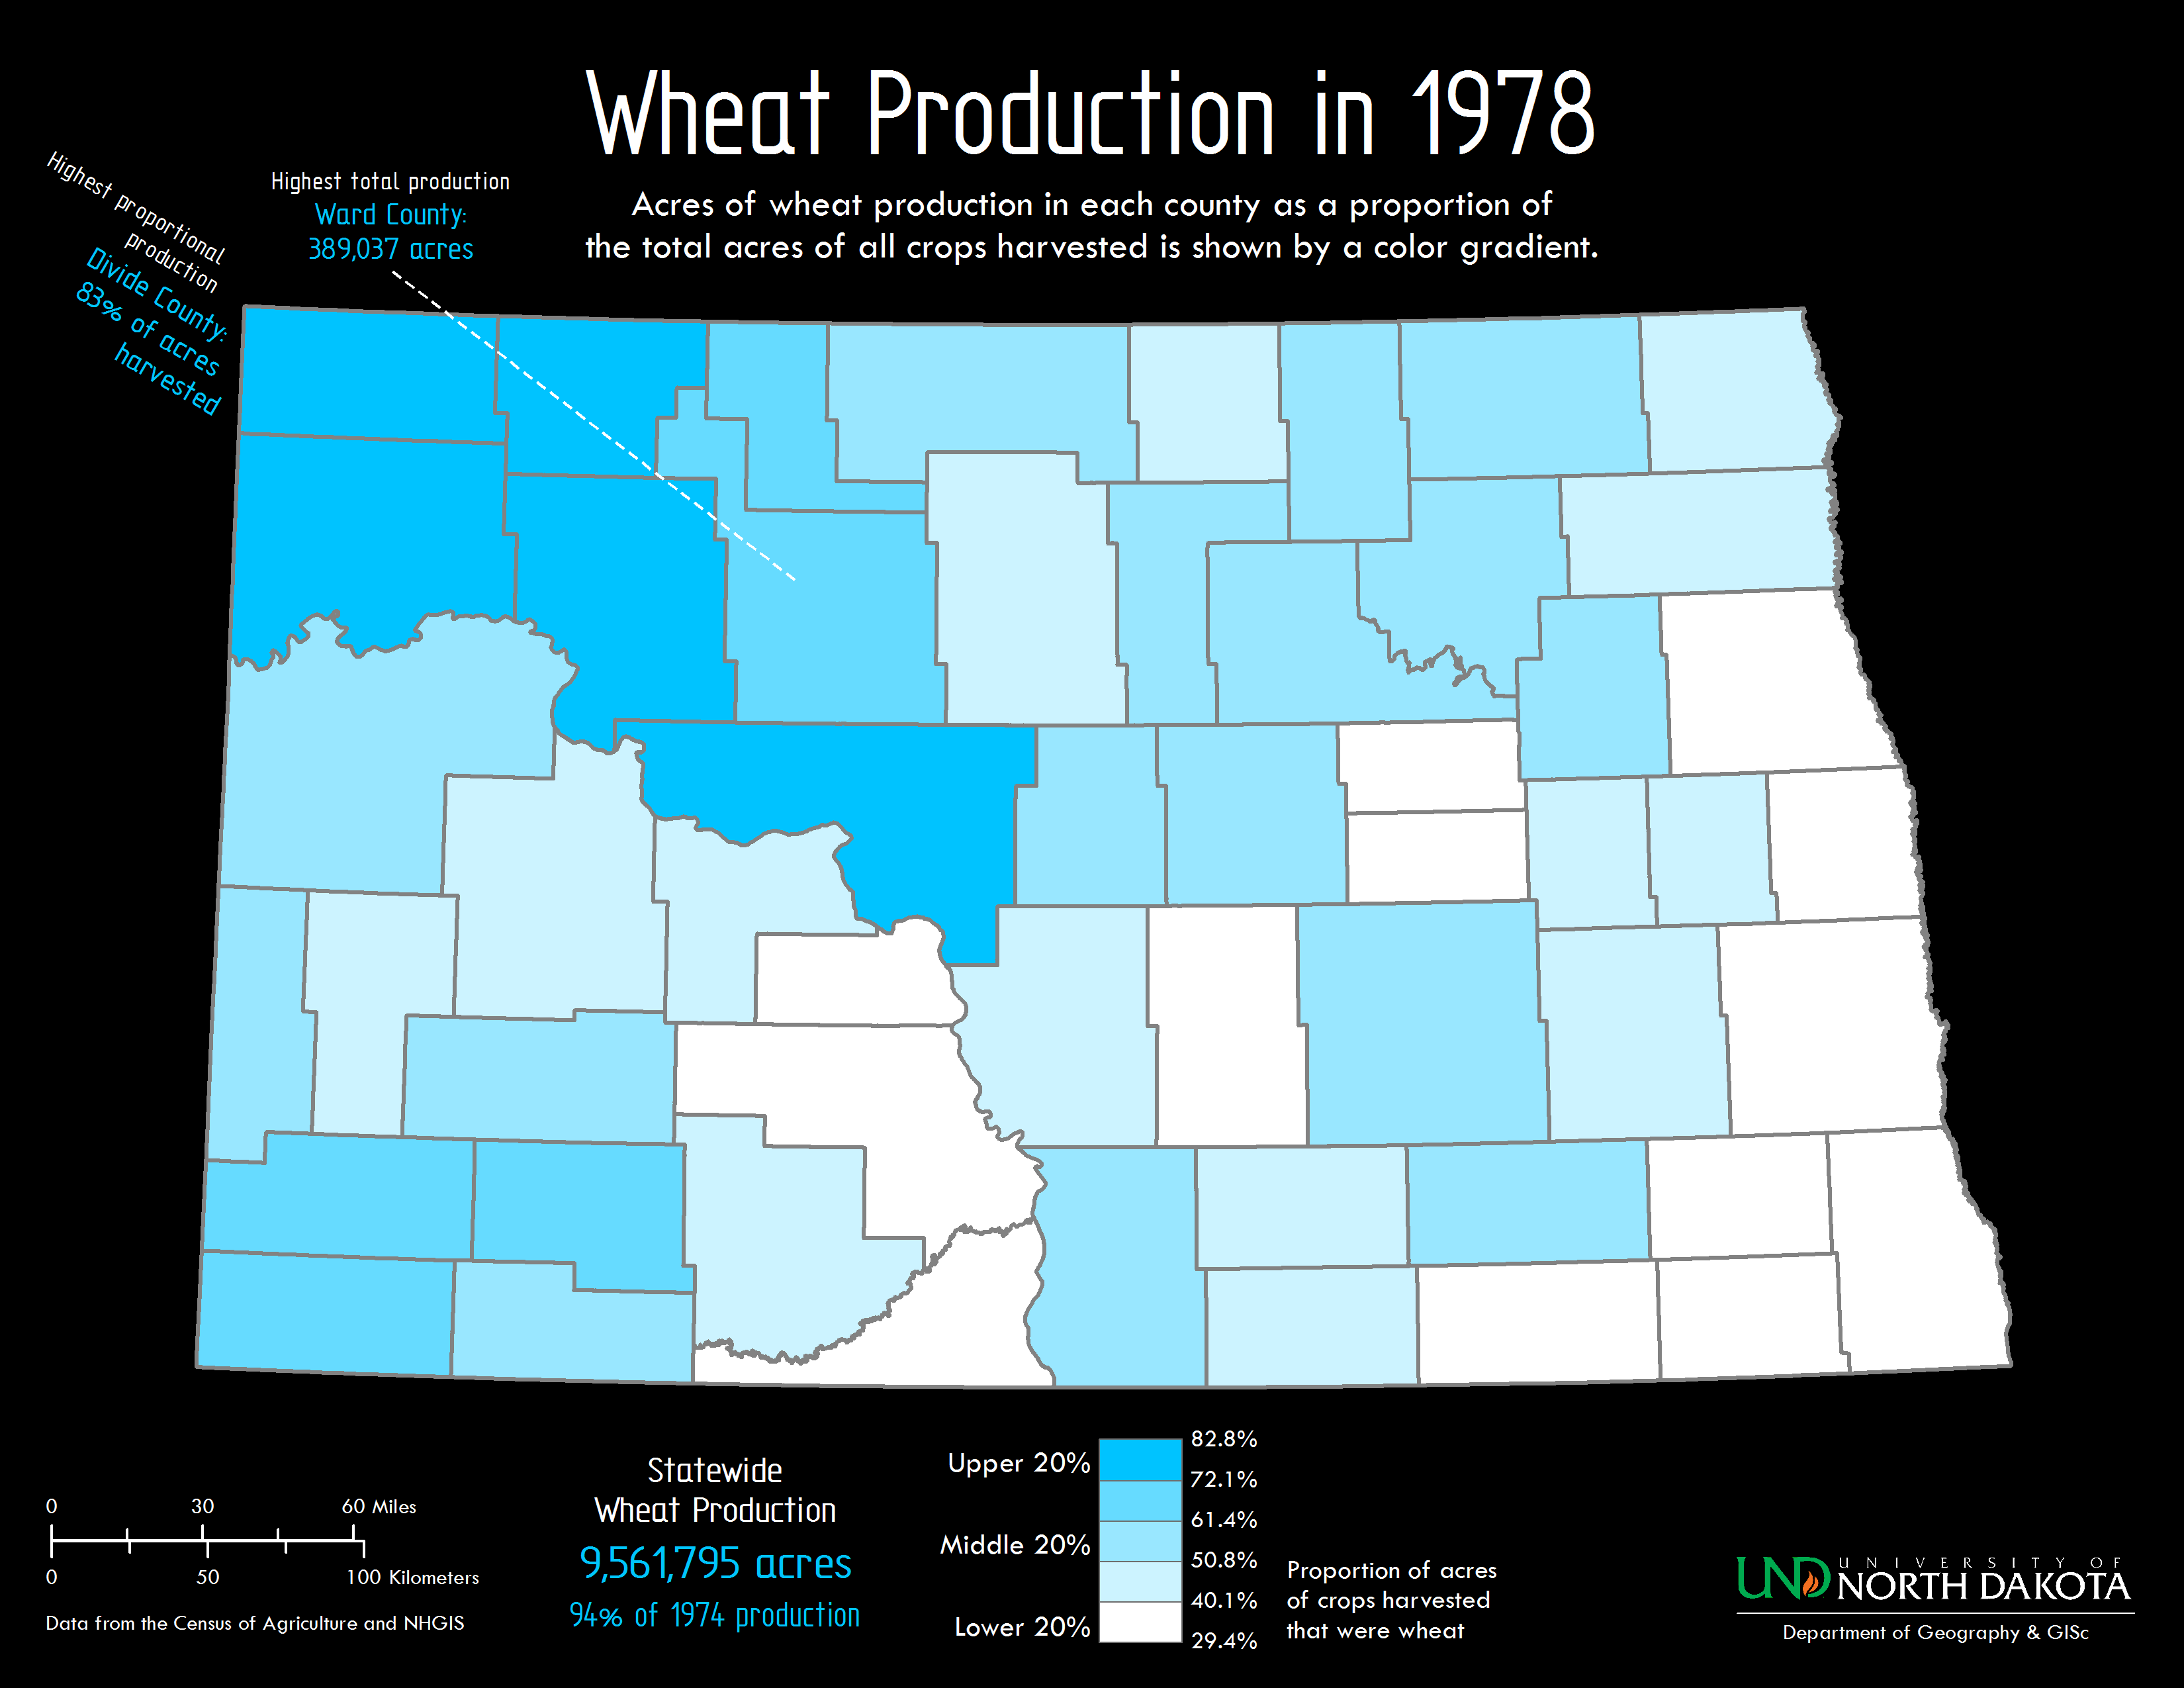 Wheat Production in 1978
Acres of wheat production in each county as a proportion of
the total acres of all crops harvested is shown by a color gradient.
Highest proportional
production
Divide County:
83% of acres
harvested
Highest total production
Ward County:
389,037 acres
0 30 60 Miles
0 50 100 Kilometers
Data from the Census of Agriculture and NHGIS
Statewide
Wheat Production
9,561,795 acres
94% of 1974 production
Upper 20%
Middle 20%
Lower 20%
82.8%
72.1%
61.4%
50.8%
40.1%
29.4%
Proportion of acres
of crops harvested
that were wheat
UND UNIVERSITY OF
NORTH DAKOTA
Department of Geography & GISc